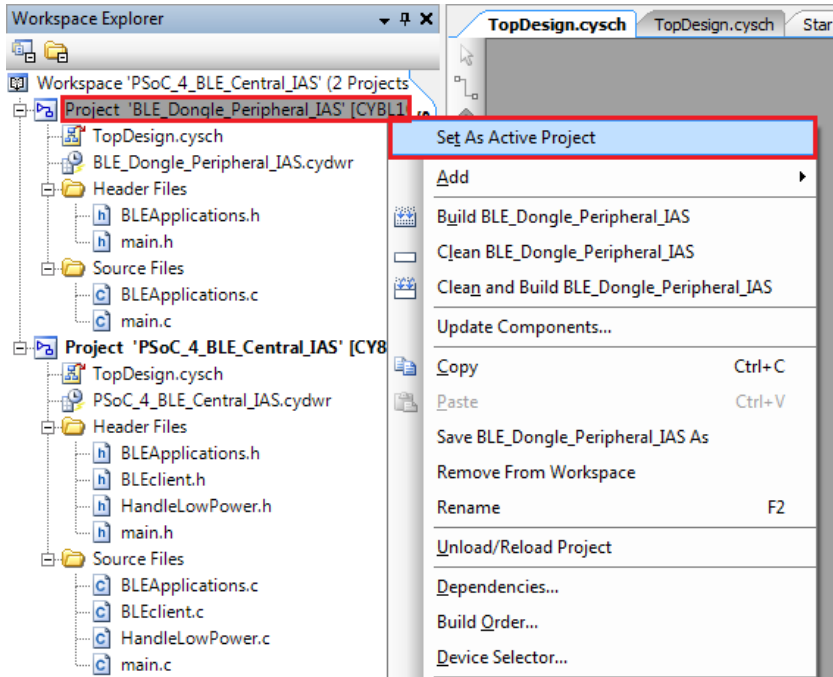 Workspace Explorer
TopDesign.cysch TopDesign.cysch Star
Workspace 'PSoC_4_BLE_Central_IAS' (2 Projects
Project 'BLE_Dongle_Peripheral_IAS' [CYBL1
TopDesign.cysch
BLE_Dongle_Peripheral_IAS.cydwr
Header Files
BLEApplications.h
main.h
Source Files
BLEApplications.c
main.c
Project 'PSoC_4_BLE_Central_IAS' [CY8
TopDesign.cysch
PSoC_4_BLE_Central_IAS.cydwr
Header Files
BLEApplications.h
BLEclient.h
HandleLowPower.h
main.h
Source Files
BLEApplications.c
BLEclient.c
HandleLowPower.c
main.c
Set As Active Project
Add
Build BLE_Dongle_Peripheral_IAS
Clean BLE_Dongle_Peripheral_IAS
Clean and Build BLE_Dongle_Peripheral_IAS
Update Components...
Copy Ctrl+C
Paste Ctrl+V
Save BLE_Dongle_Peripheral_IAS As
Remove From Workspace
Rename F2
Unload/Reload Project
Dependencies...
Build Order...
Device Selector...